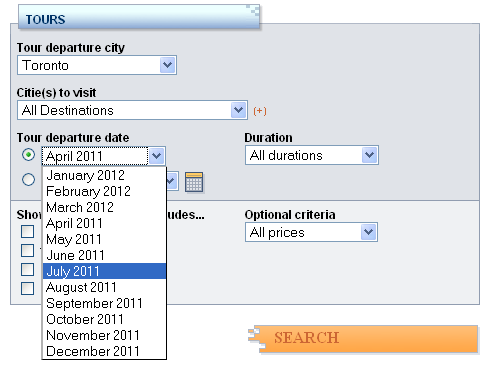 TOURS
Tour departure city
Toronto
Citie(s) to visit
All Destinations (+)
Tour departure date Duration
April 2011 All durations
January 2012
February 2012
March 2012
Sho udes... Optional criteria
April 2011 All prices
May 2011
June 2011
July 2011
August 2011
September 2011
October 2011
November 2011
December 2011
SEARCH